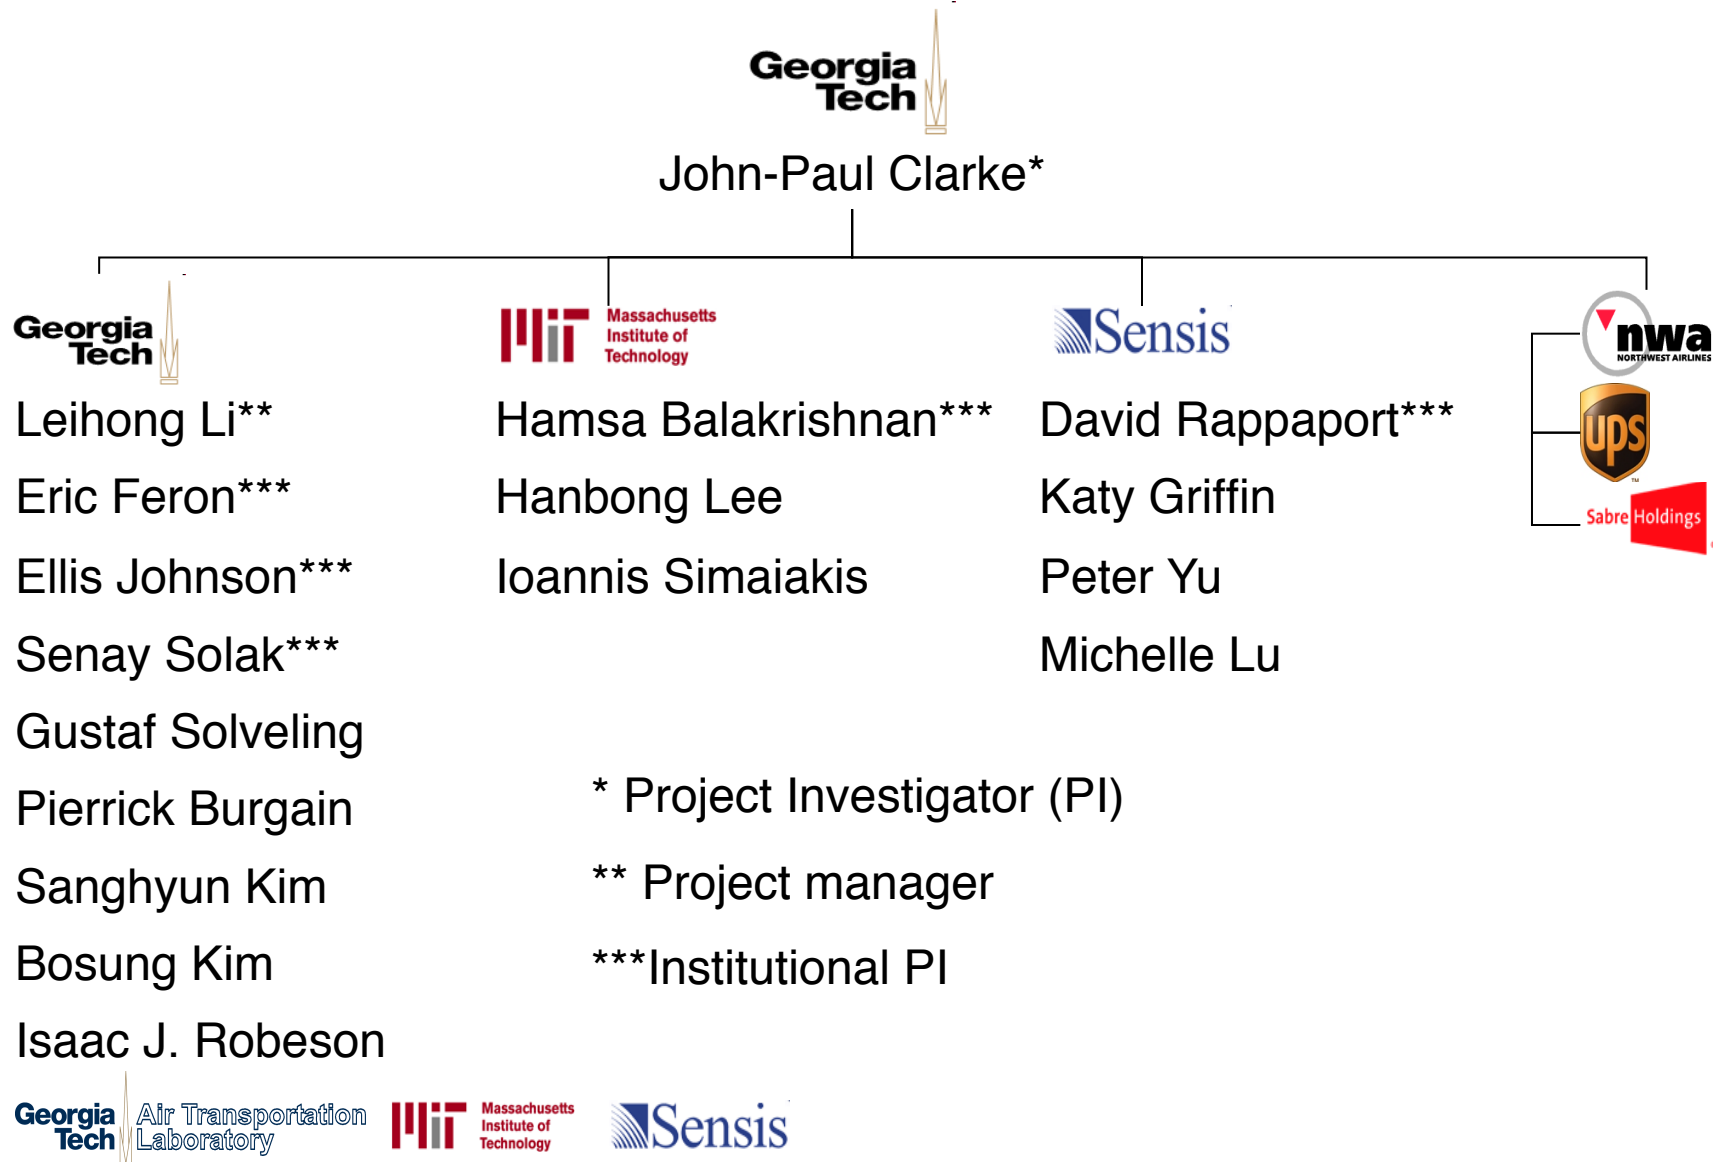 Georgia
Tech
John-Paul Clarke*
Georgia
Tech
Massachusetts
Institute of
Technology
Sensis
nwa
NORTHWEST AIRLINES
ups
TM
Sabre Holdings
Leihong Li**
Eric Feron***
Ellis Johnson***
Senay Solak***
Gustaf Solveling
Pierrick Burgain
Sanghyun Kim
Bosung Kim
Isaac J. Robeson
Hamsa Balakrishnan***
Hanbong Lee
Ioannis Simaiakis
David Rappaport***
Katy Griffin
Peter Yu
Michelle Lu
* Project Investigator (PI)
** Project manager
***Institutional PI
Georgia
Tech
Air Transportation
Laboratory
Massachusetts
Institute of
Technology
Sensis